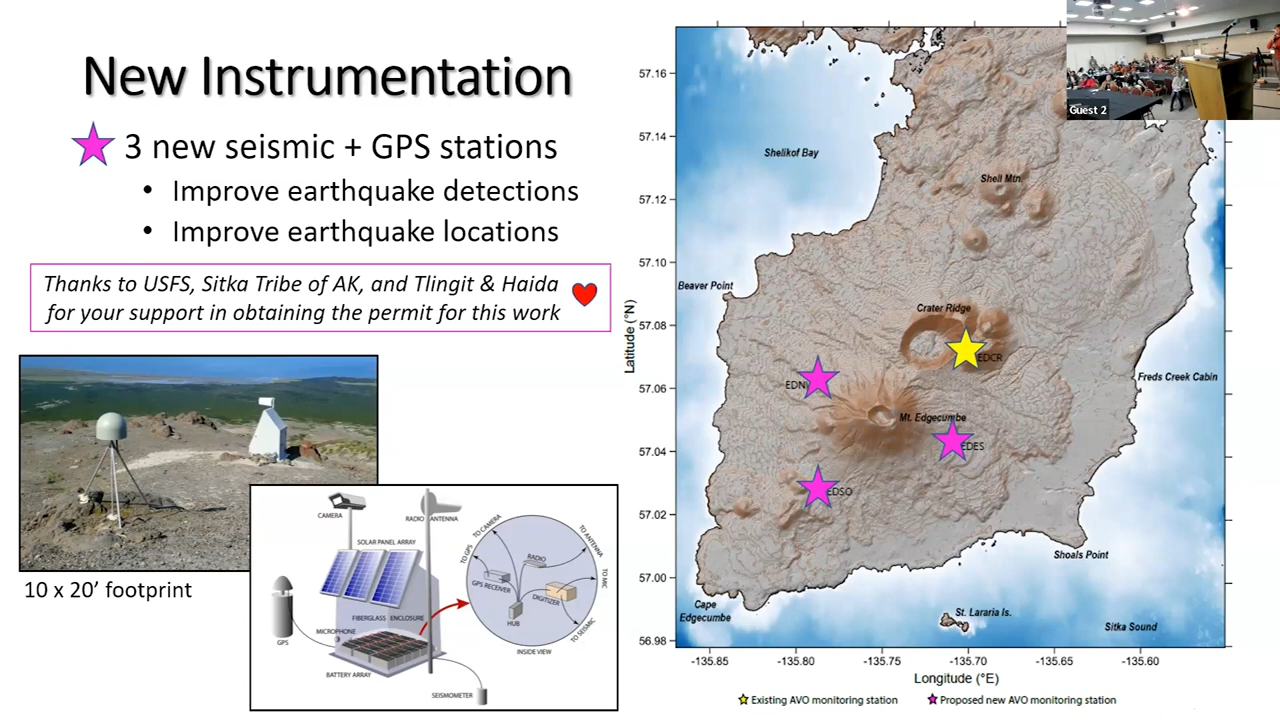 New Instrumentation
3 new seismic + GPS stations
• Improve earthquake detections
• Improve earthquake locations
Thanks to USFS, Sitka Tribe of AK, and Tlingit & Haida
for your support in obtaining the permit for this work
10 x 20' footprint
CAMERA
RADIO ANTENNA
SOLAR PANEL ARRAY
FIBERGLASS ENCLOSURE
GPS
MICROPHONE
BATTERY ARRAY
SEISMOMETER
TO CAMERA
TO GPS
TO ANTENNA
TO MIC
TO SEISMIC
RADIO
GPS RECEIVER
DIGITIZER
HUB
INSIDE VIEW
Guest 2
Latitude (°N)
57.16
57.14
57.12
57.10
57.08
57.06
57.04
57.02
57.00
56.98
Shelikof Bay
Shell Mtn.
Beaver Point
Crater Ridge
EDCR
Freds Creek Cabin
Mt. Edgecumbe
EDES
EDSO
Shoals Point
Cape
Edgecumbe
St. Lararia Is.
Sitka Sound
-135.85
-135.80
-135.75
-135.70
-135.65
-135.60
Longitude (°E)
Existing AVO monitoring station
Proposed new AVO monitoring station